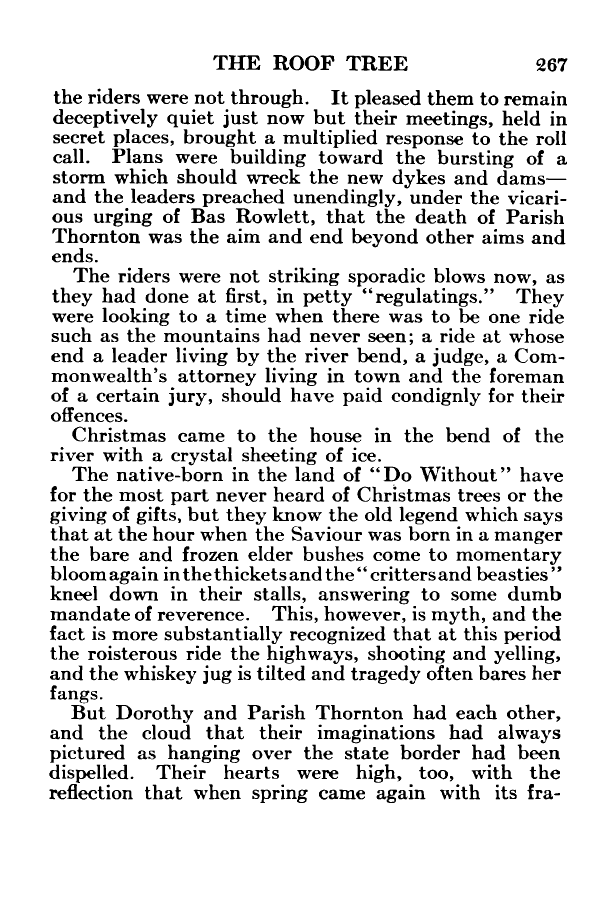 THE ROOF TREE 267
the riders were not through. It pleased them to remain
deceptively quiet just now but their meetings, held in
secret places, brought a multiplied response to the roll
call. Plans were building toward the bursting of a
storm which should wreck the new dykes and dams—
and the leaders preached unendingly, under the vicari-
ous urging of Bas Rowlett, that the death of Parish
Thornton was the aim and end beyond other aims and
ends.
The riders were not striking sporadic blows now, as
they had done at first, in petty “regulatings.” They
were looking to a time when there was to be one ride
such as the mountains had never seen; a ride at whose
end a leader living by the river bend, a judge, a Com-
monwealth’s attorney living in town and the foreman
of a certain jury, should have paid condignly for their
offences.
Christmas came to the house in the bend of the
river with a crystal sheeting of ice.
The native-born in the land of “Do Without” have
for the most part never heard of Christmas trees or the
giving of gifts, but they know the old legend which says
that at the hour when the Saviour was born in a manger
the bare and frozen elder bushes come to momentary
bloom again in the thickets and the “critters and beasties”
kneel down in their stalls, answering to some dumb
mandate of reverence. This, however, is myth, and the
fact is more substantially recognized that at this period
the roisterous ride the highways, shooting and yelling,
and the whiskey jug is tilted and tragedy often bares her
fangs.
But Dorothy and Parish Thornton had each other,
and the cloud that their imaginations had always
pictured as hanging over the state border had been
dispelled. Their hearts were high, too, with the
reflection that when spring came again with its fra-